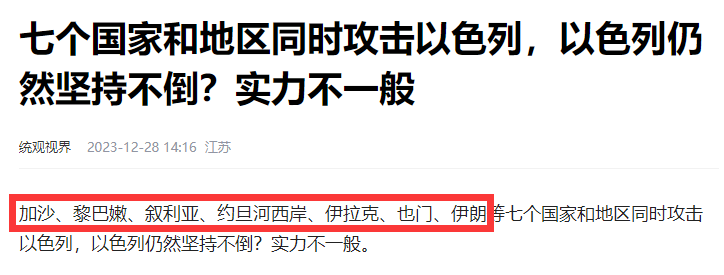 七个国家和地区同时攻击以色列，以色列仍
然坚持不倒？实力不一般
统观视界 2023-12-28 14:16 江苏
加沙、黎巴嫩、叙利亚、约旦河西岸、伊拉克、也门、伊朗等七个国家和地区同时攻击
以色列，以色列仍然坚持不倒？实力不一般。